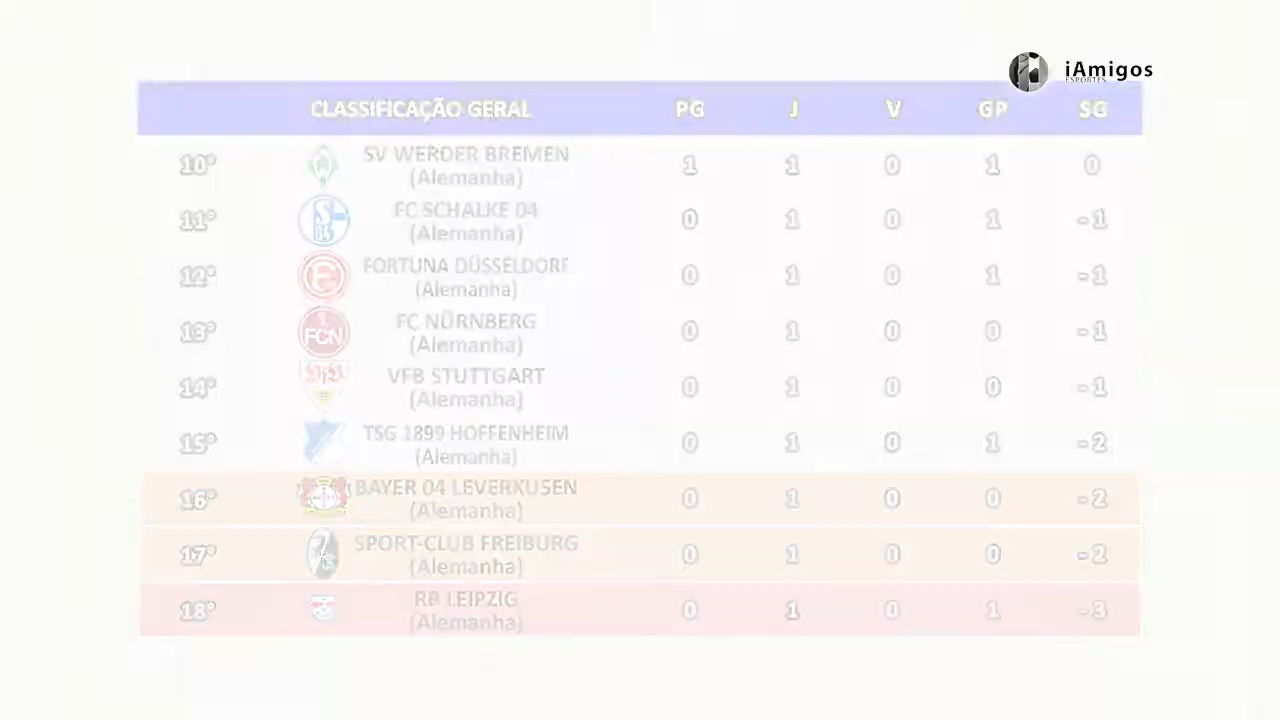 iAmigos
ESPORTES
CLASSIFICAÇÃO GERAL PG J V GP SG
10º SV WERDER BREMEN (Alemanha) 1 1 0 1 0
11º FC SCHALKE 04 (Alemanha) 0 1 0 1 -1
12º FORTUNA DÜSSELDORF (Alemanha) 0 1 0 1 -1
13º FC NÜRNBERG (Alemanha) 0 1 0 0 -1
14º VFB STUTTGART (Alemanha) 0 1 0 0 -1
15º TSG 1899 HOFFENHEIM (Alemanha) 0 1 0 1 -2
16º BAYER 04 LEVERKUSEN (Alemanha) 0 1 0 0 -2
17º SPORT-CLUB FREIBURG (Alemanha) 0 1 0 0 -2
18º RB LEIPZIG (Alemanha) 0 1 0 1 -3